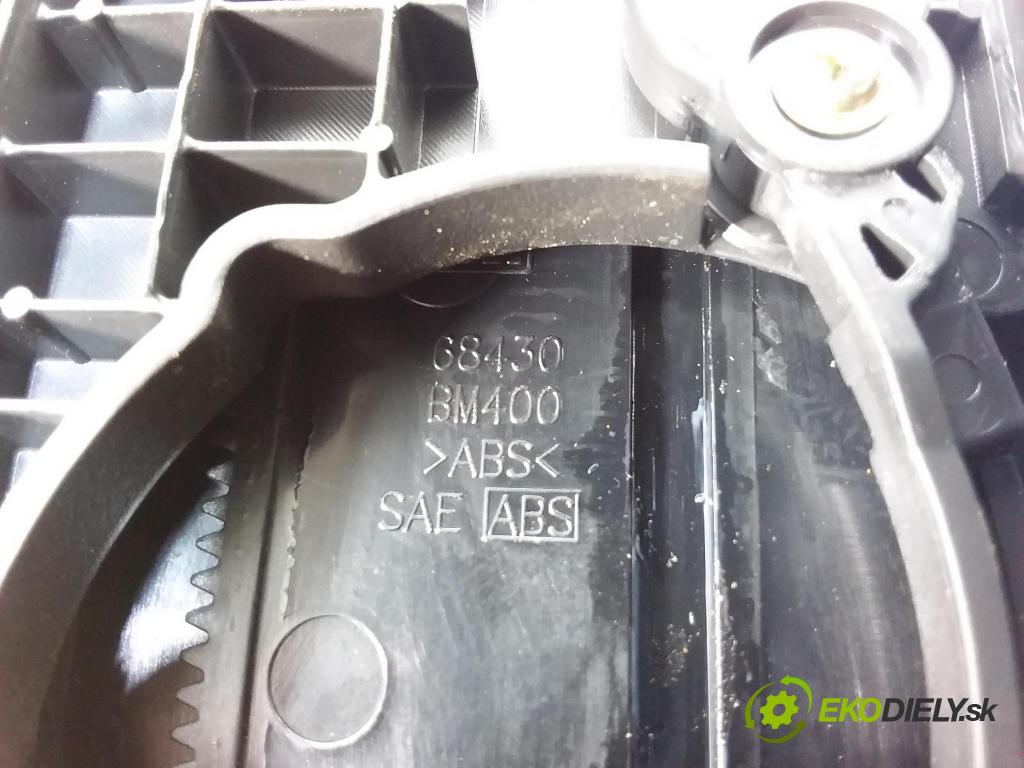 68430
BM400
>ABS<
SAE ABS
EKODIELY.sk